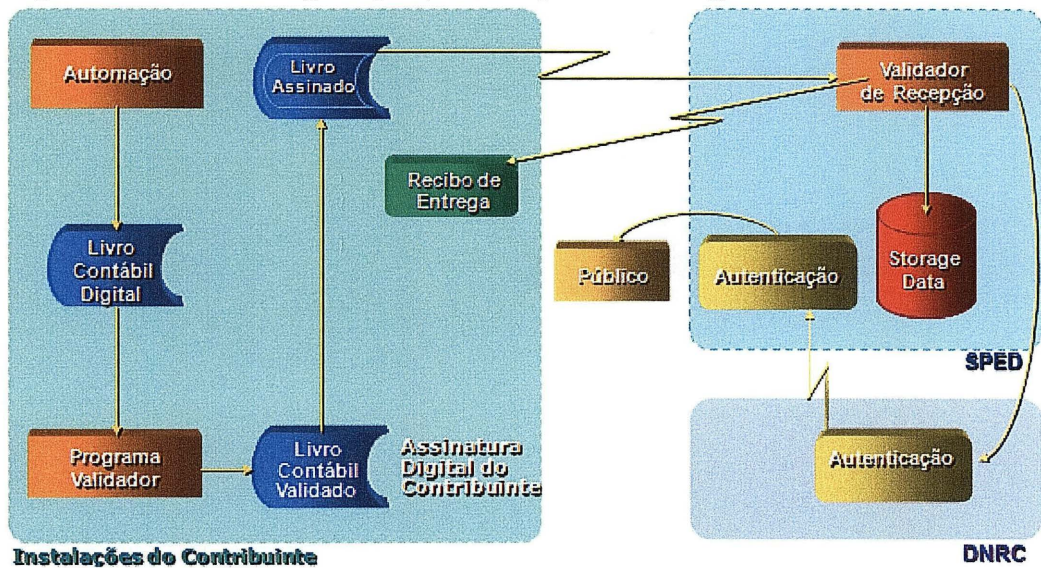 Automação
Livro
Assinado
Validador
de Recepção
Recibo de
Entrega
Livro
Contábil
Digital
Público
Autenticação
Storage
Data
SPED
Programa
Validador
Livro
Contábil
Validado
Assinatura
Digital do
Contribuinte
Autenticação
Instalações do Contribuinte
DNRC